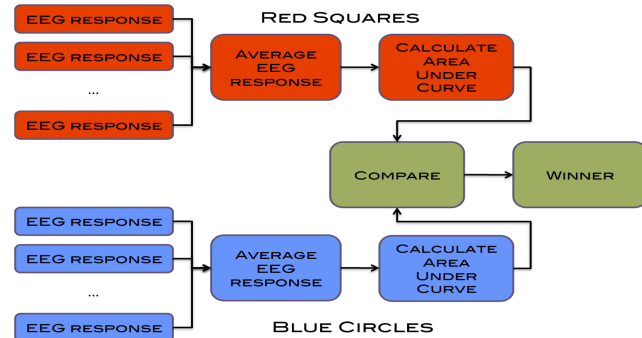 Red Squares
EEG response
EEG response
...
EEG response
Average
EEG
response
Calculate
Area
Under
Curve
Compare
Winner
EEG response
EEG response
...
EEG response
Average
EEG
response
Calculate
Area
Under
Curve
Blue Circles